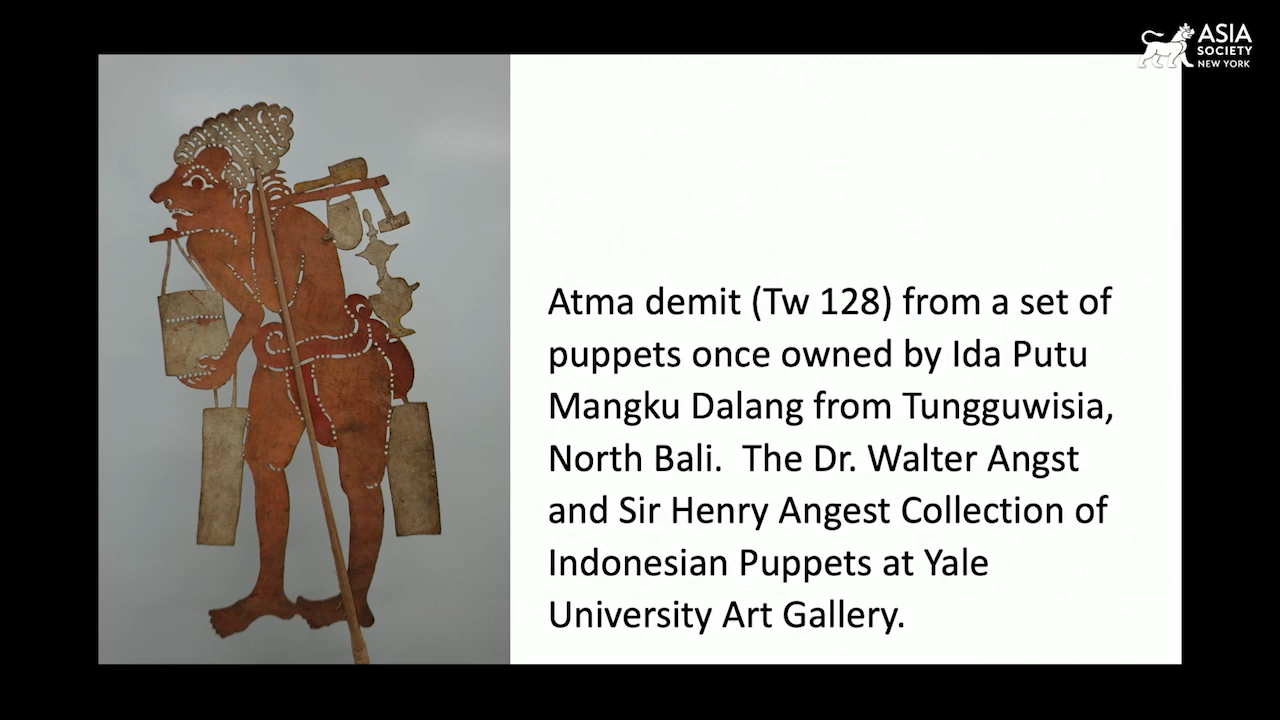 ASIA
SOCIETY
NEW YORK
Atma demit (Tw 128) from a set of
puppets once owned by Ida Putu
Mangku Dalang from Tungguwisia,
North Bali.  The Dr. Walter Angst
and Sir Henry Angest Collection of
Indonesian Puppets at Yale
University Art Gallery.